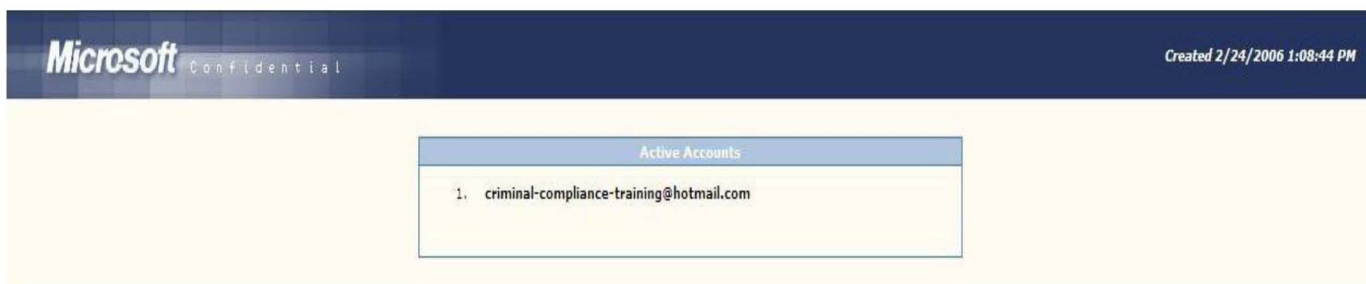 Microsoft Confidential
Created 2/24/2006 1:08:44 PM
Active Accounts
1. criminal-compliance-training@hotmail.com